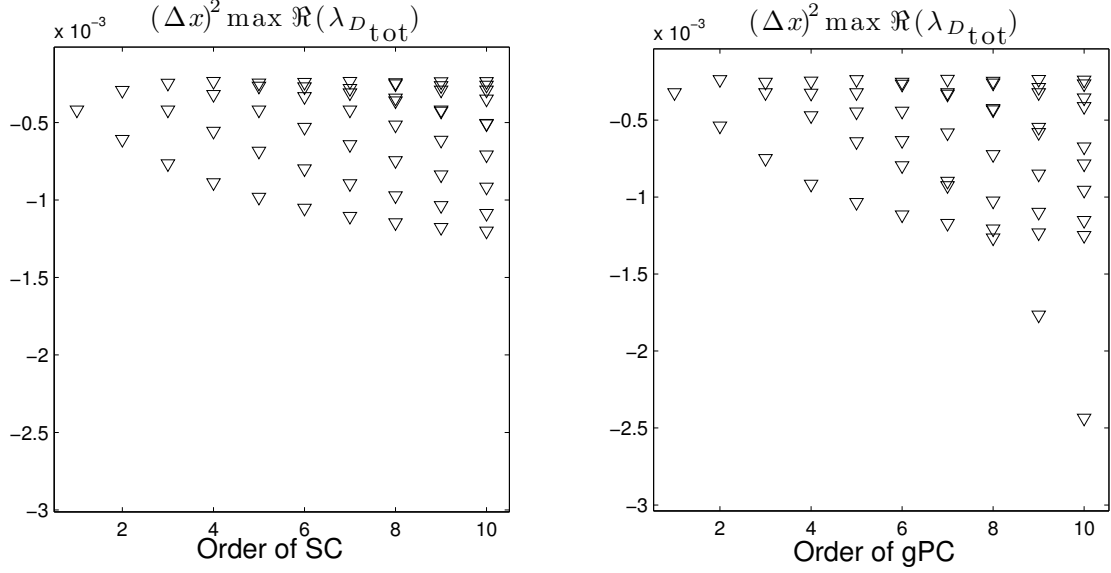 (Δx)² max ℜ(λ_D_tot)
x 10⁻³
−0.5
−1
−1.5
−2
−2.5
−3
2 4 6 8 10
Order of SC
(Δx)² max ℜ(λ_D_tot)
x 10⁻³
−0.5
−1
−1.5
−2
−2.5
−3
2 4 6 8 10
Order of gPC